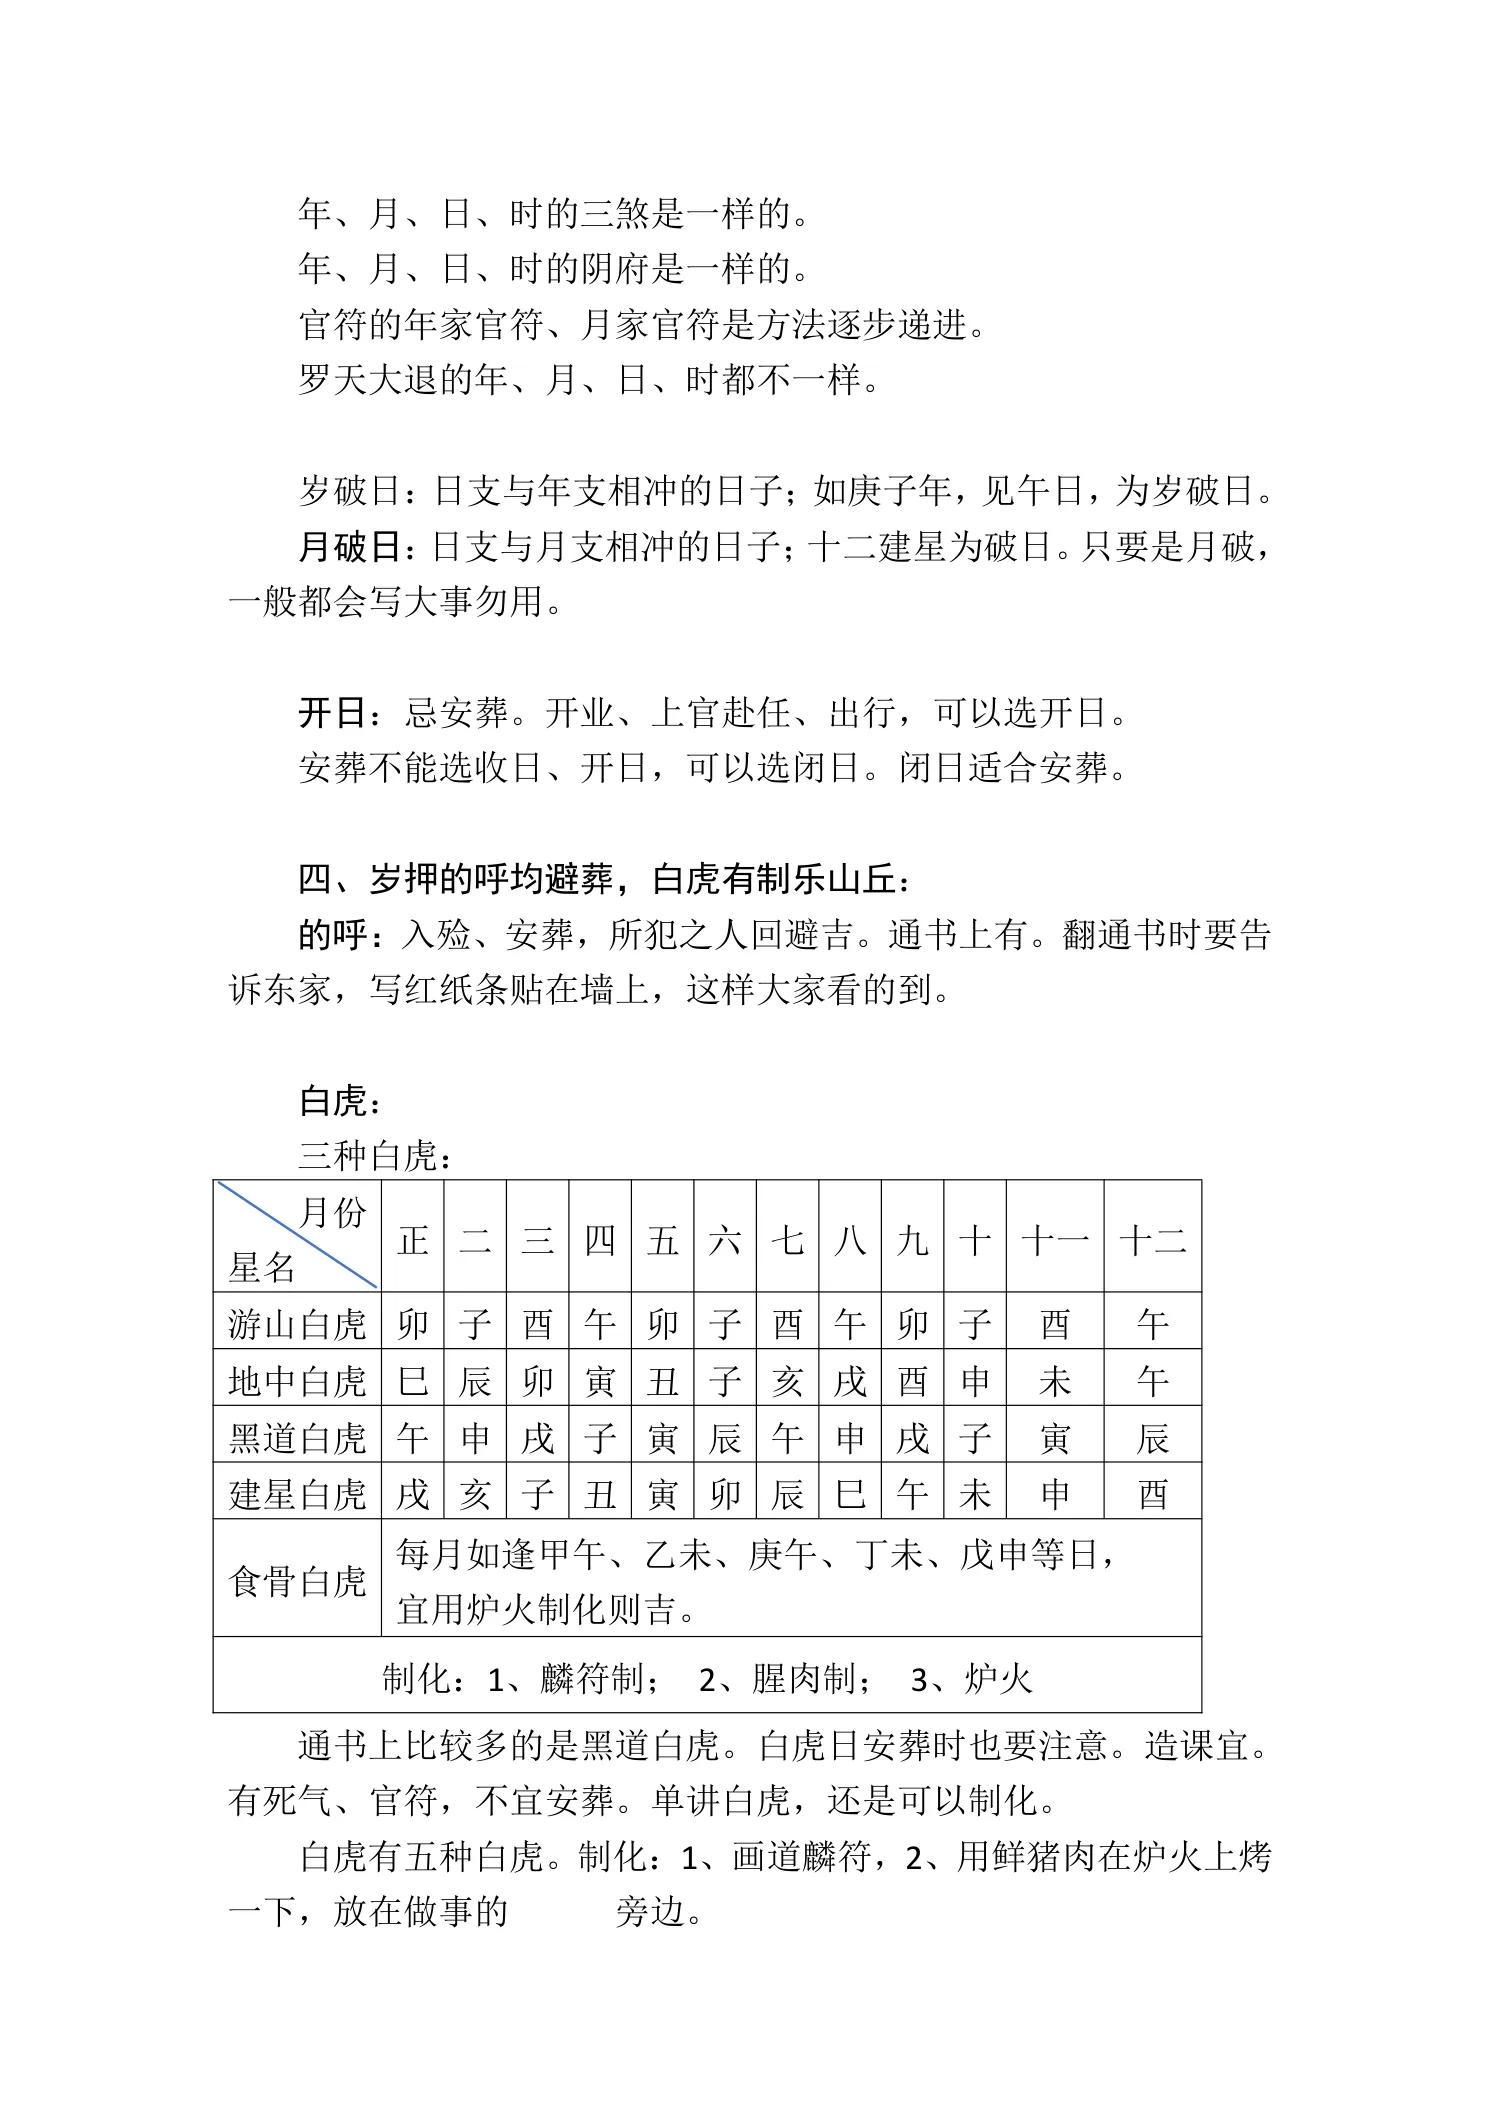 年、月、日、时的三煞是一样的。
年、月、日、时的阴府是一样的。
官符的年家官符、月家官符是方法逐步递进。
罗天大退的年、月、日、时都不一样。
岁破日：日支与年支相冲的日子；如庚子年，见午日，为岁破日。
月破日：日支与月支相冲的日子；十二建星为破日。只要是月破，
一般都会写大事勿用。
开日：忌安葬。开业、上官赴任、出行，可以选开日。
安葬不能选收日、开日，可以选闭日。闭日适合安葬。
四、岁押的呼均避葬，白虎有制乐山丘：
的呼：入殓、安葬，所犯之人回避吉。通书上有。翻通书时要告
诉东家，写红纸条贴在墙上，这样大家看的到。
白虎：
三种白虎：
月份 星名 正 二 三 四 五 六 七 八 九 十 十一 十二
游山白虎 卯 子 酉 午 卯 子 酉 午 卯 子 酉 午
地中白虎 巳 辰 卯 寅 丑 子 亥 戌 酉 申 未 午
黑道白虎 午 申 戌 子 寅 辰 午 申 戌 子 寅 辰
建星白虎 戌 亥 子 丑 寅 卯 辰 巳 午 未 申 酉
食骨白虎 每月如逢甲午、乙未、庚午、丁未、戊申等日，
宜用炉火制化则吉。
制化：1、麟符制； 2、腥肉制； 3、炉火
通书上比较多的是黑道白虎。白虎日安葬时也要注意。造课宜。
有死气、官符，不宜安葬。单讲白虎，还是可以制化。
白虎有五种白虎。制化：1、画道麟符，2、用鲜猪肉在炉火上烤
一下，放在做事的 旁边。